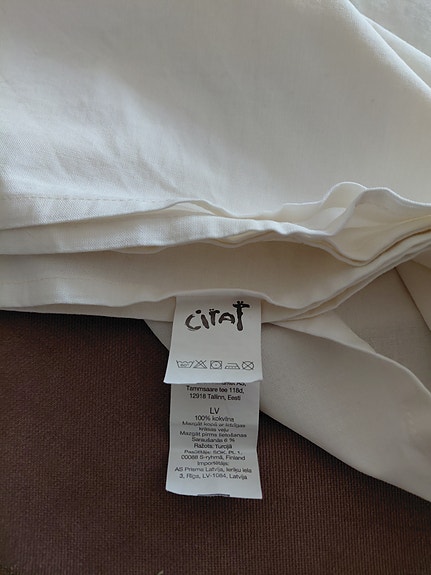 CiTAT
Tammsaare tee 118d,
12918 Tallinn, Eesti
LV
100% kokvilna
Mazgāt kopā ar līdzīgas
krāsas veļu
Mazgāt pirms lietošanas
Saraušanās 6 %
Ražots: Turcijā
Pasūtītājs: SOK, PL 1,
00088 S-ryhmä, Finland
Importētājs:
AS Prisma Latvija, Ieriķu iela
3, Rīga, LV-1084, Latvija